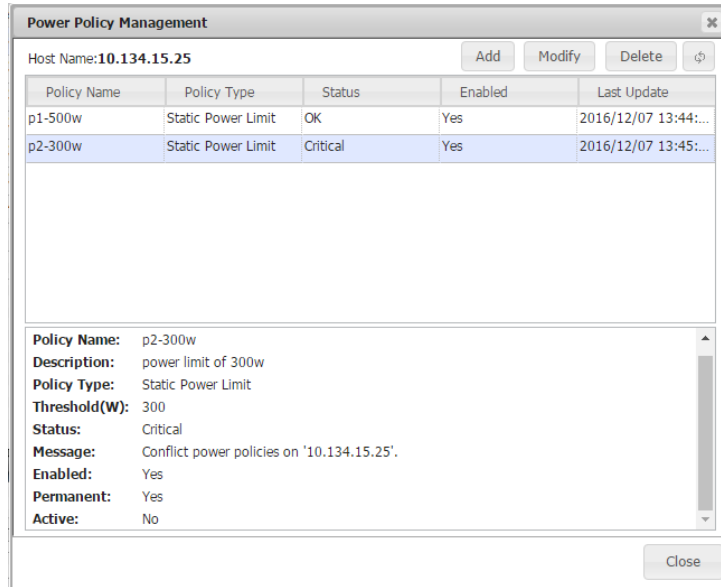 Power Policy Management
Host Name:10.134.15.25 Add Modify Delete
Policy Name Policy Type Status Enabled Last Update
p1-500w Static Power Limit OK Yes 2016/12/07 13:44:...
p2-300w Static Power Limit Critical Yes 2016/12/07 13:45:...
Policy Name: p2-300w
Description: power limit of 300w
Policy Type: Static Power Limit
Threshold(W): 300
Status: Critical
Message: Conflict power policies on '10.134.15.25'.
Enabled: Yes
Permanent: Yes
Active: No
Close